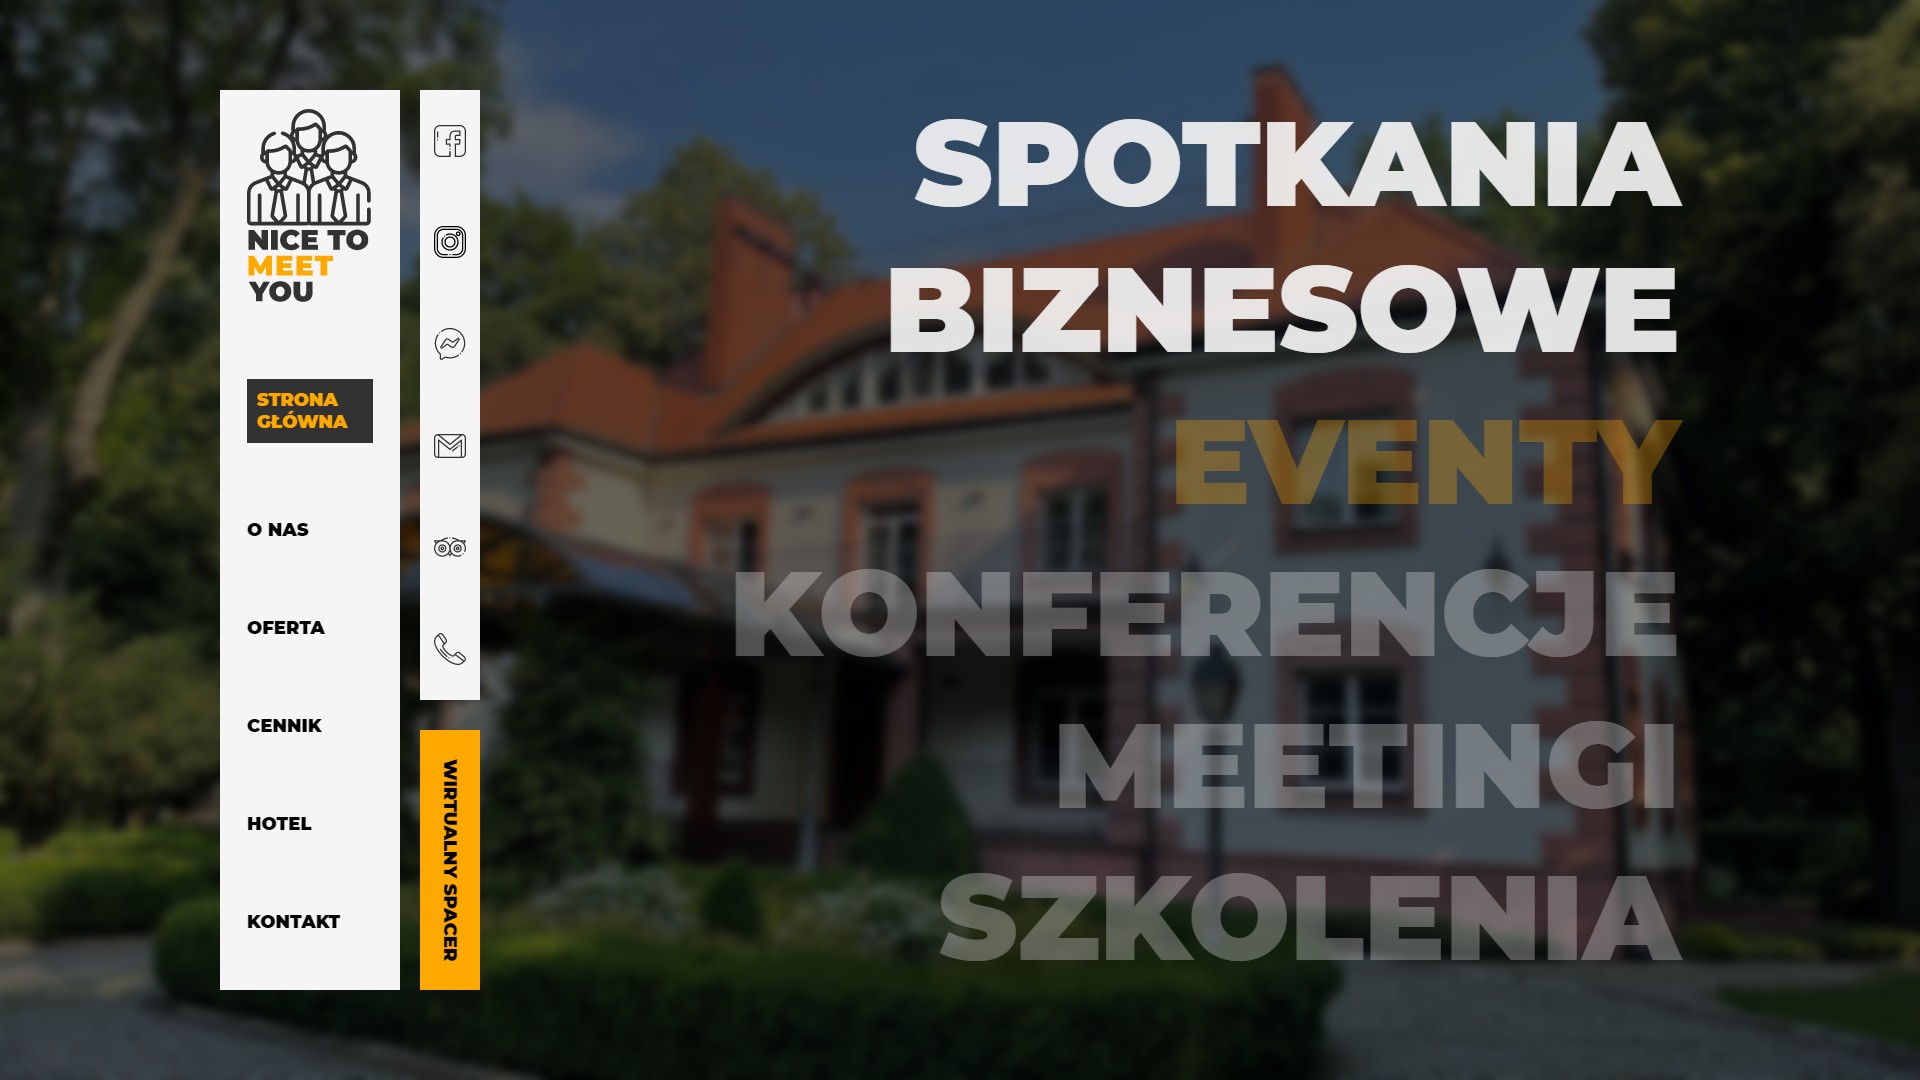 NICE TO
MEET
YOU
STRONA
GŁÓWNA
O NAS
OFERTA
CENNIK
HOTEL
KONTAKT
WIRTUALNY SPACER
SPOTKANIA
BIZNESOWE
EVENTY
KONFERENCJE
MEETINGI
SZKOLENIA